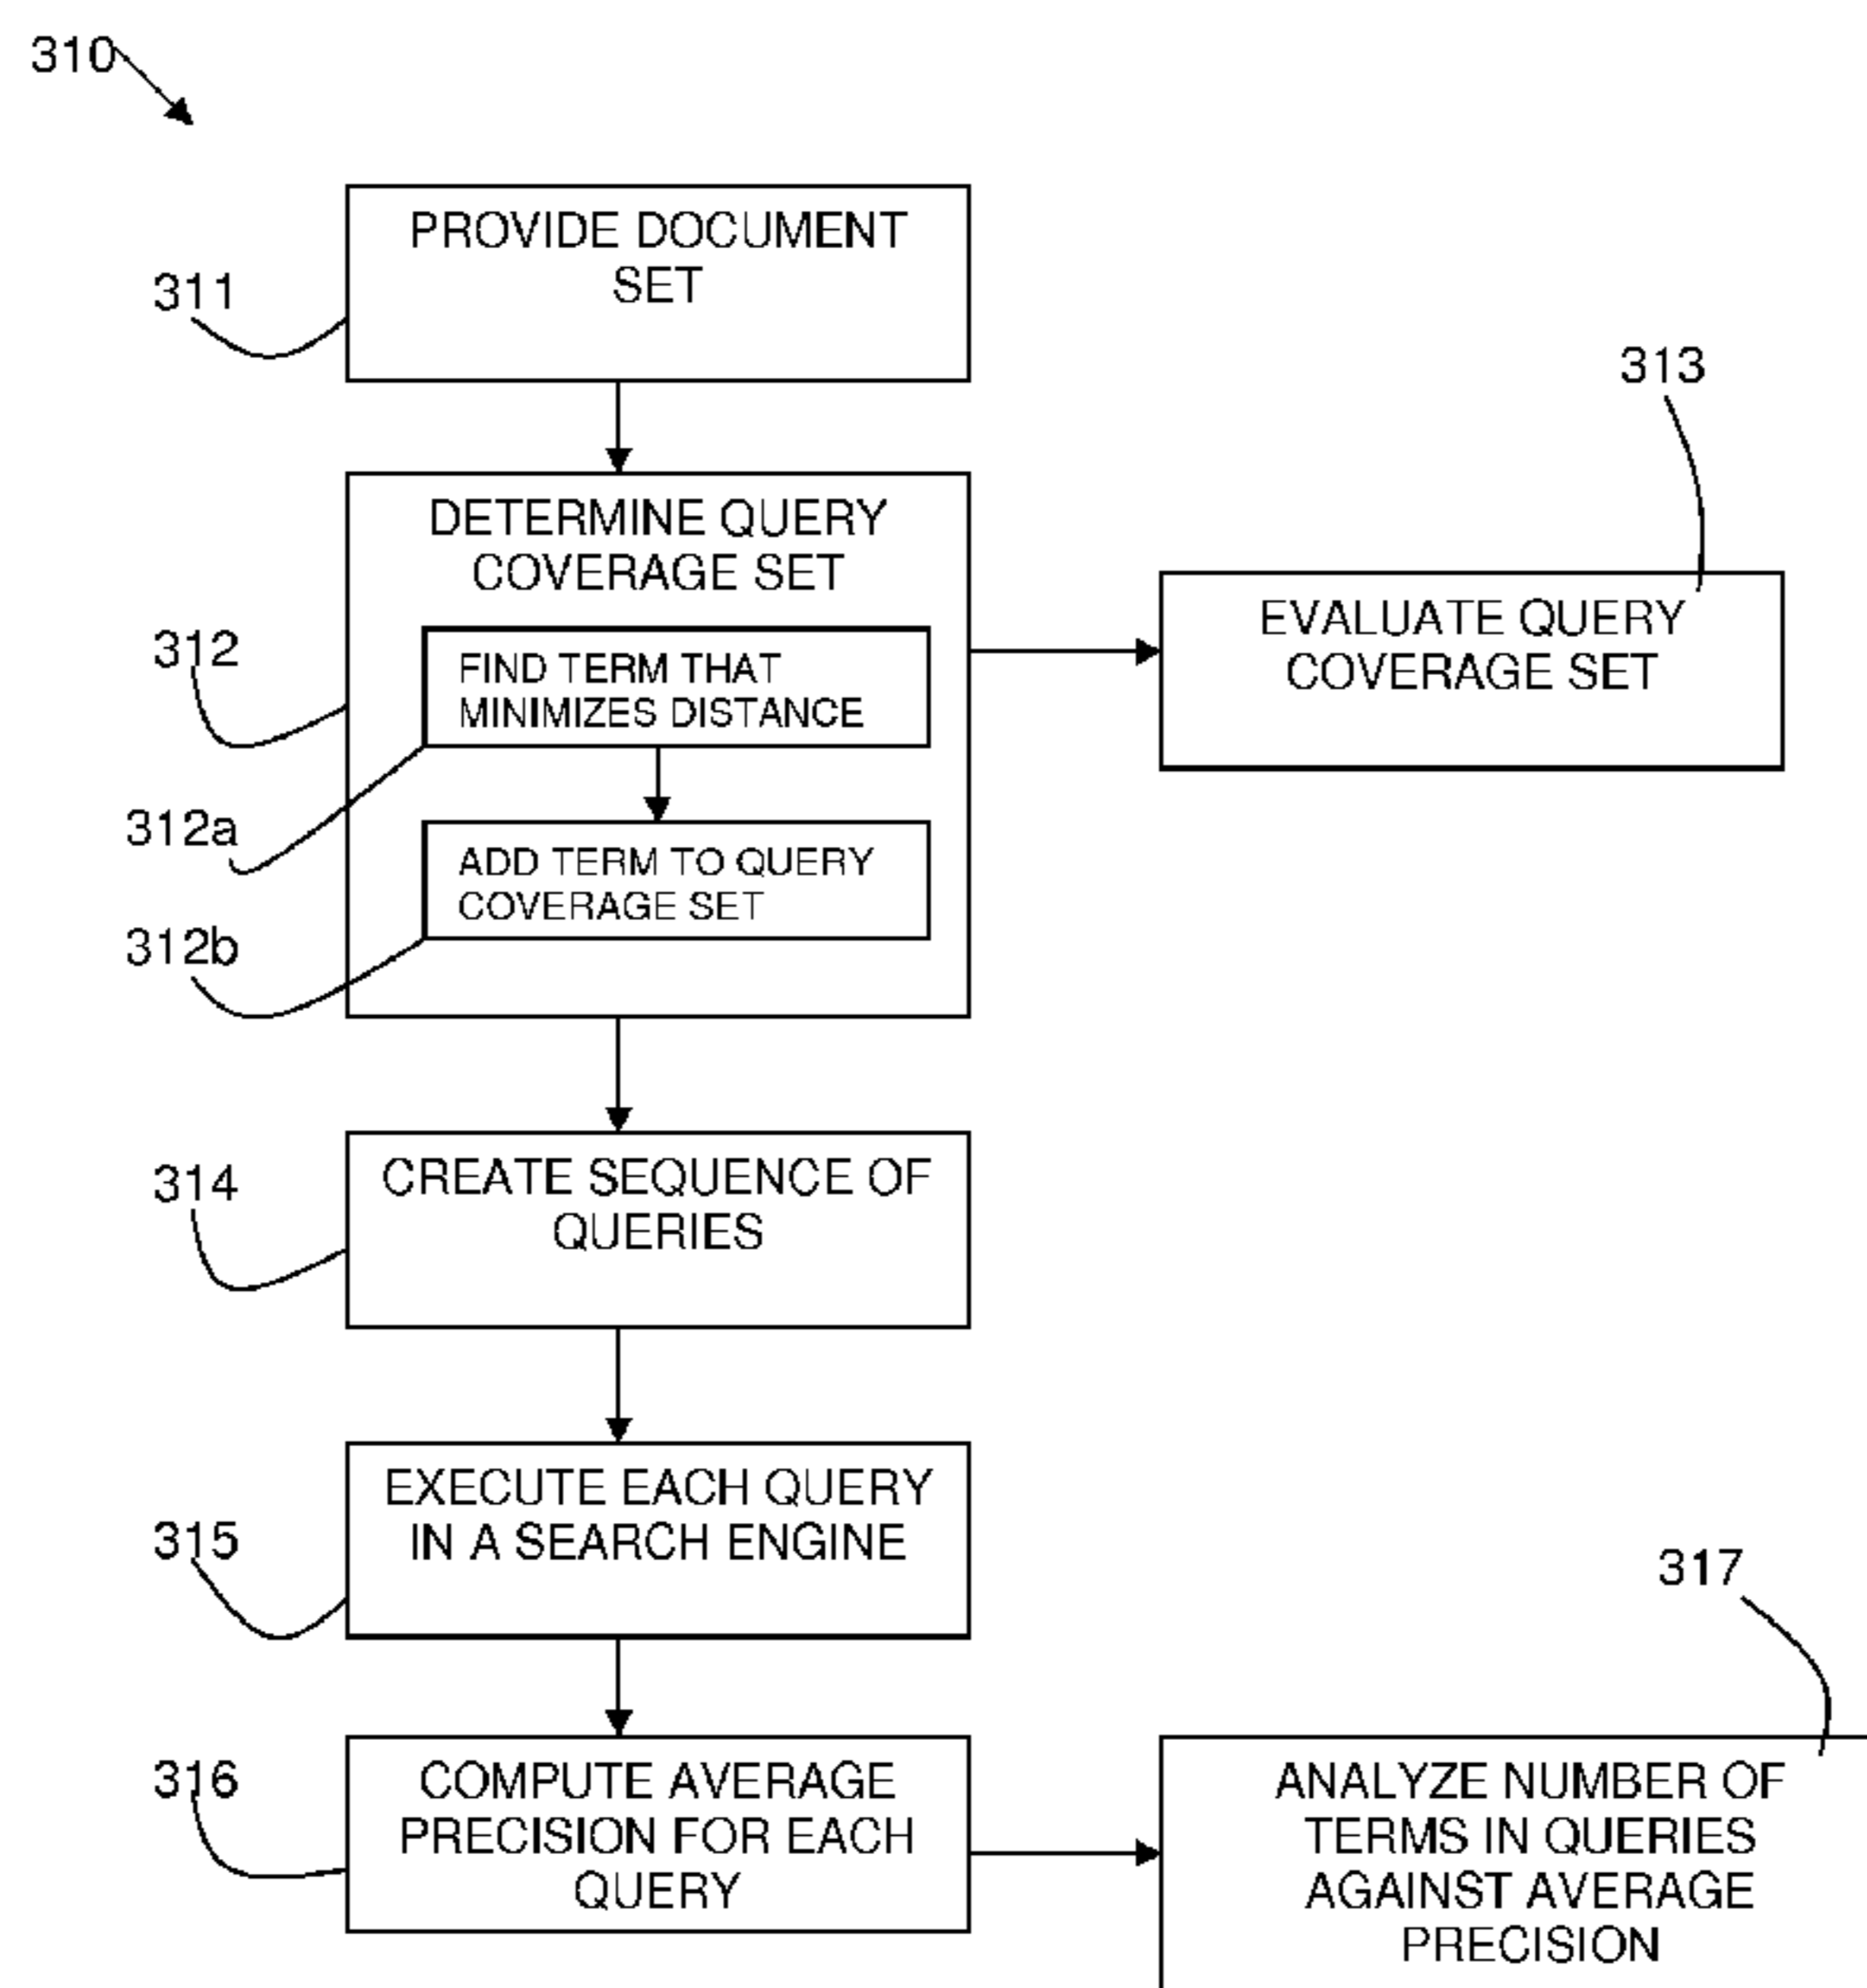 310
PROVIDE DOCUMENT
SET
311
313
DETERMINE QUERY
COVERAGE SET
EVALUATE QUERY
COVERAGE SET
312
FIND TERM THAT
MINIMIZES DISTANCE
312a
ADD TERM TO QUERY
COVERAGE SET
312b
314
CREATE SEQUENCE OF
QUERIES
315
EXECUTE EACH QUERY
IN A SEARCH ENGINE
317
316
COMPUTE AVERAGE
PRECISION FOR EACH
QUERY
ANALYZE NUMBER OF
TERMS IN QUERIES
AGAINST AVERAGE
PRECISION